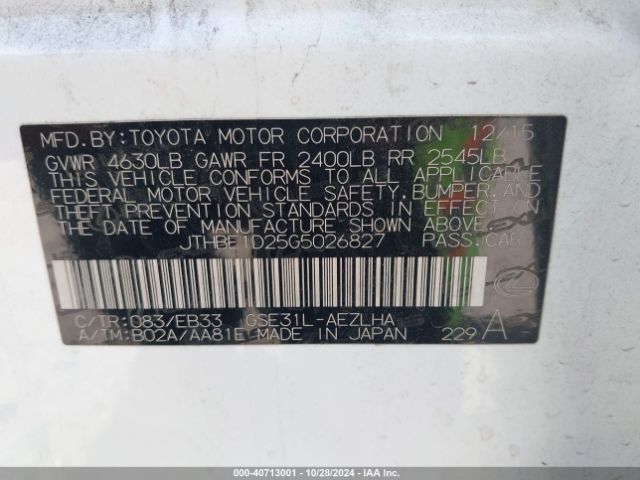 MFD. BY: TOYOTA MOTOR CORPORATION 12/15
GVWR 4630LB GAWR FR 2400LB RR 2545LB
THIS VEHICLE CONFORMS TO ALL APPLICABLE
FEDERAL MOTOR VEHICLE SAFETY, BUMPER, AND
THEFT PREVENTION STANDARDS IN EFFECT ON
THE DATE OF MANUFACTURE SHOWN ABOVE.
JTHBE1D25G5026827 PASS. CAR
C/TR: 083/EB33 GSE31L-AEZLHA
A/TM: B02A/AA81E MADE IN JAPAN 229 A
000-40713001 | 10/28/2024 | IAA Inc.